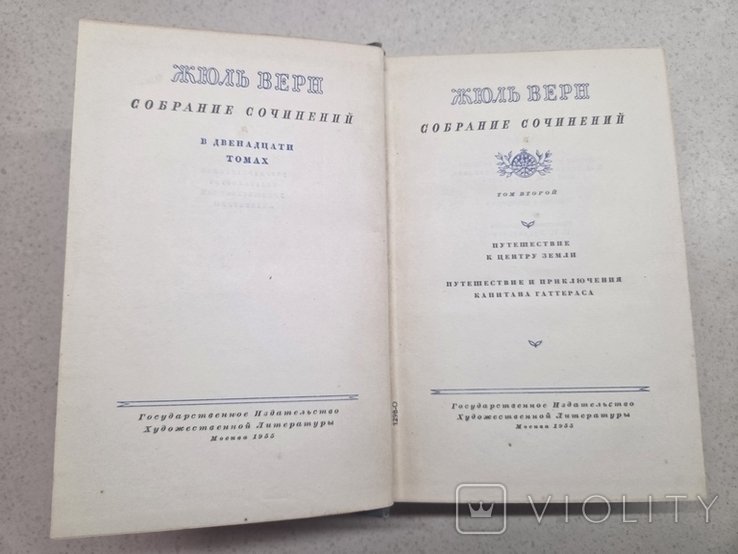 ЖЮЛЬ ВЕРН
СОБРАНИЕ СОЧИНЕНИЙ
В ДВЕНАДЦАТИ
ТОМАХ
Государственное Издательство
Художественной Литературы
Москва 1955
ЖЮЛЬ ВЕРН
СОБРАНИЕ СОЧИНЕНИЙ
ТОМ ВТОРОЙ
ПУТЕШЕСТВИЕ
К ЦЕНТРУ ЗЕМЛИ
ПУТЕШЕСТВИЕ И ПРИКЛЮЧЕНИЯ
КАПИТАНА ГАТТЕРАСА
Государственное Издательство
Художественной Литературы
Москва 1955
1298-О
VIOLITY